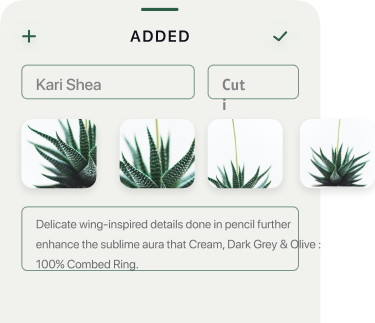 ADDED
Kari Shea
Cut
i
Delicate wing-inspired details done in pencil further
enhance the sublime aura that Cream, Dark Grey & Olive :
100% Combed Ring.